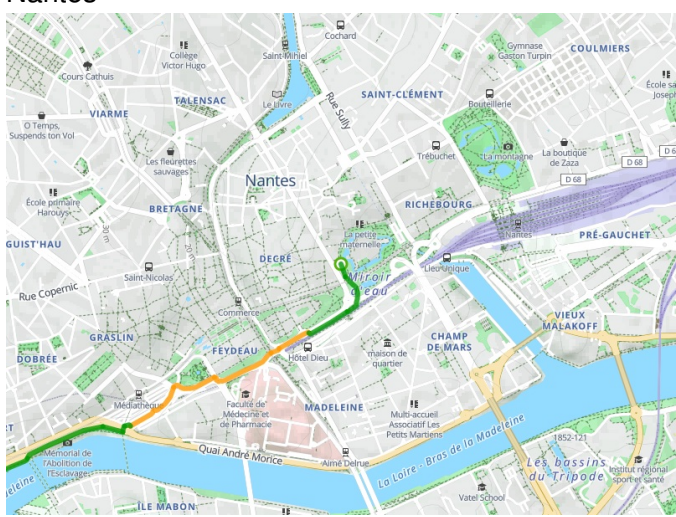 Nantes
Cochard
Collège
Victor Hugo
Saint-Mihiel
Gymnase
Gaston Turpin
COULMIERS
Cours Cathuis
École sa
Joseph
TALENSAC
Le Livre
Rue Sully
SAINT-CLÉMENT
Bouteillerie
VIARME
O Temps,
Suspends ton Vol
Les fleurettes
sauvages
Trébuchet
La montagne
La boutique
de Zaza
D 68
D 6
D 68
Nantes
École primaire
Harouys
30 m
BRETAGNE
20 m
RICHEBOURG
La petite
maternelle
Nantes
PRÉ-GAUCHET
GUIST'HAU
DECRÉ
Saint-Nicolas
Miroir
d'eau
Lieu Unique
Rue Copernic
Commerce
VIEUX
MALAKOFF
GRASLIN
CHAMP
DE MARS
FEYDEAU
Hôtel Dieu
maison de
quartier
DOBRÉE
Médiathèque
Faculté de
Médecine et
de Pharmacie
MADELEINE
Multi-accueil
Associatif Les
Petits Martiens
RT
Mémorial de
l'Abolition de
l'Esclavage
Quai André Morice
Aimé Delrue
La Loire - Bras de la Madeleine
1852-121
Les bassins
du Tripode
Institut régional
sport et santé
deleine
Vatel School
ÎLE MABON